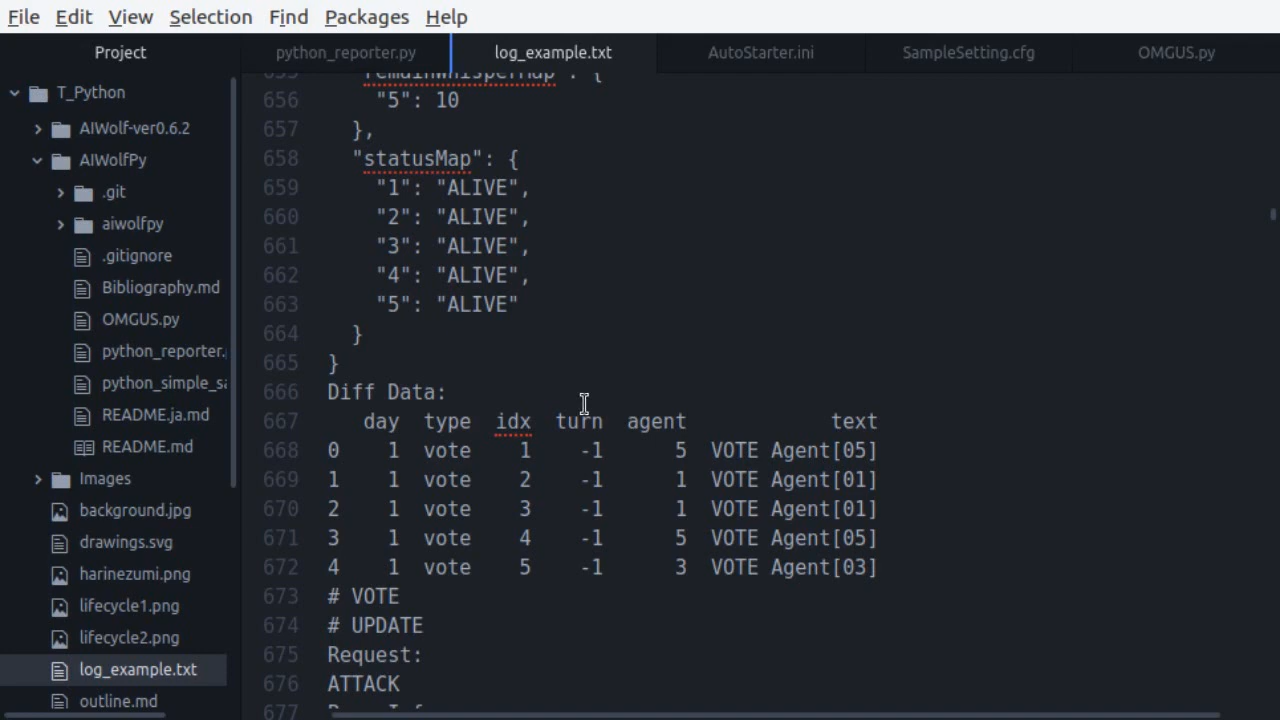 File Edit View Selection Find Packages Help
Project
python_reporter.py
log_example.txt
AutoStarter.ini
SampleSetting.cfg
OMGUS.py
T_Python
AIWolf-ver0.6.2
AIWolfPy
.git
aiwolfpy
.gitignore
Bibliography.md
OMGUS.py
python_reporter.
python_simple_sa
README.ja.md
README.md
Images
background.jpg
drawings.svg
harinezumi.png
lifecycle1.png
lifecycle2.png
log_example.txt
outline.md
655 "remainWhisperMap": {
656 "5": 10
657 },
658 "statusMap": {
659 "1": "ALIVE",
660 "2": "ALIVE",
661 "3": "ALIVE",
662 "4": "ALIVE",
663 "5": "ALIVE"
664 }
665 }
666 Diff Data:
667 day type idx turn agent text
668 0 1 vote 1 -1 5 VOTE Agent[05]
669 1 1 vote 2 -1 1 VOTE Agent[01]
670 2 1 vote 3 -1 1 VOTE Agent[01]
671 3 1 vote 4 -1 5 VOTE Agent[05]
672 4 1 vote 5 -1 3 VOTE Agent[03]
673 # VOTE
674 # UPDATE
675 Request:
676 ATTACK
677